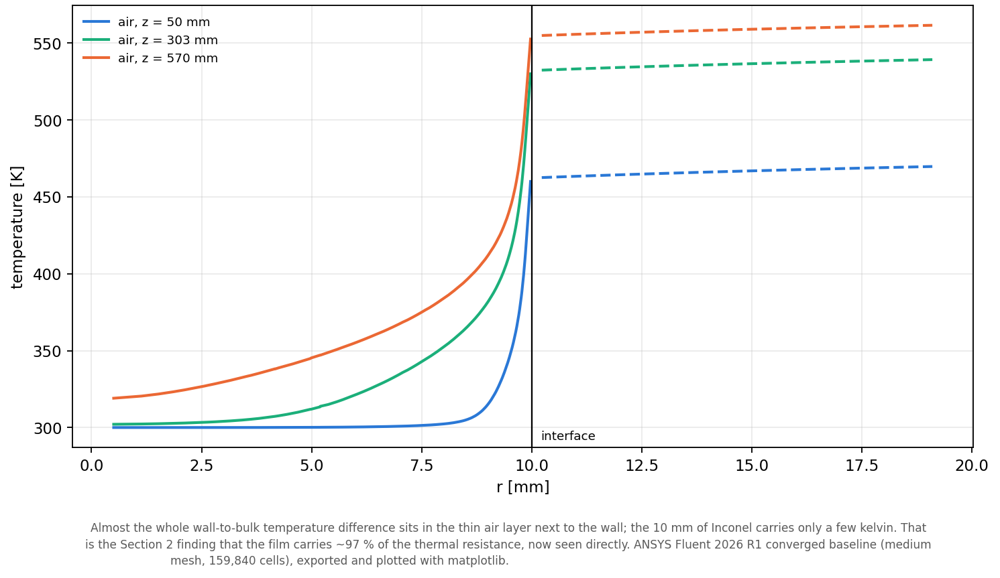 air, z = 50 mm
air, z = 303 mm
air, z = 570 mm
550
500
450
400
350
300
temperature [K]
interface
0.0 2.5 5.0 7.5 10.0 12.5 15.0 17.5 20.0
r [mm]
Almost the whole wall-to-bulk temperature difference sits in the thin air layer next to the wall; the 10 mm of Inconel carries only a few kelvin. That
is the Section 2 finding that the film carries ~97 % of the thermal resistance, now seen directly. ANSYS Fluent 2026 R1 converged baseline (medium
mesh, 159,840 cells), exported and plotted with matplotlib.